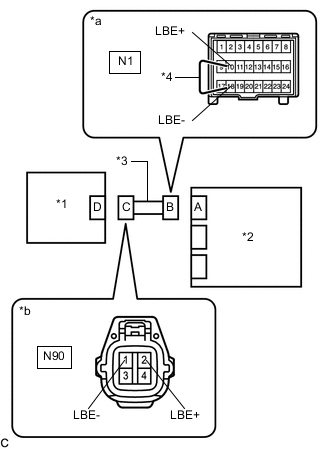 *a
LBE+
N1
1 2 3 4 5 6 7 8
9 10 11 12 13 14 15 16
17 18 19 20 21 22 23 24
*4
LBE-
*3
*1
D
C
B
A
*2
*b
N90
1 2
3 4
LBE-
LBE+
C